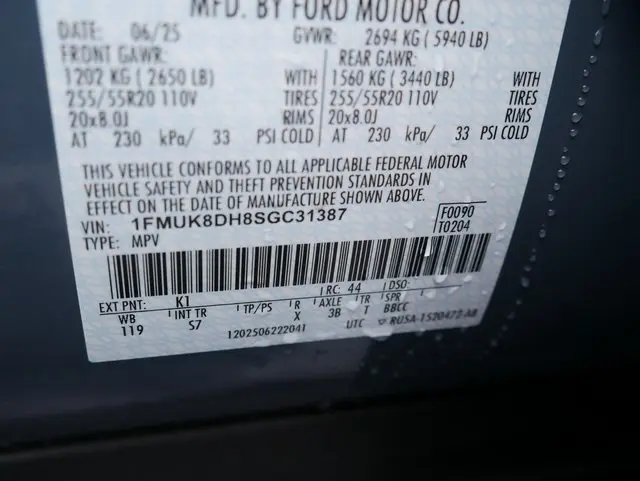 MFD. BY FORD MOTOR CO.
DATE: 06/25 GVWR: 2694 KG ( 5940 LB)
FRONT GAWR: REAR GAWR:
1202 KG ( 2650 LB) WITH 1560 KG ( 3440 LB) WITH
255/55R20 110V TIRES 255/55R20 110V TIRES
20x8.0J RIMS 20x8.0J RIMS
AT 230 kPa/ 33 PSI COLD AT 230 kPa/ 33 PSI COLD
THIS VEHICLE CONFORMS TO ALL APPLICABLE FEDERAL MOTOR
VEHICLE SAFETY AND THEFT PREVENTION STANDARDS IN
EFFECT ON THE DATE OF MANUFACTURE SHOWN ABOVE.
VIN: 1FMUK8DH8SGC31387 F0090
TYPE: MPV T0204
EXT PNT: K1 RC: 44 DSO:
WB INT TR TP/PS R AXLE TR SPR
119 S7 X 3B T BBCC
1202506222041 UTC RU5A-1520472-AB